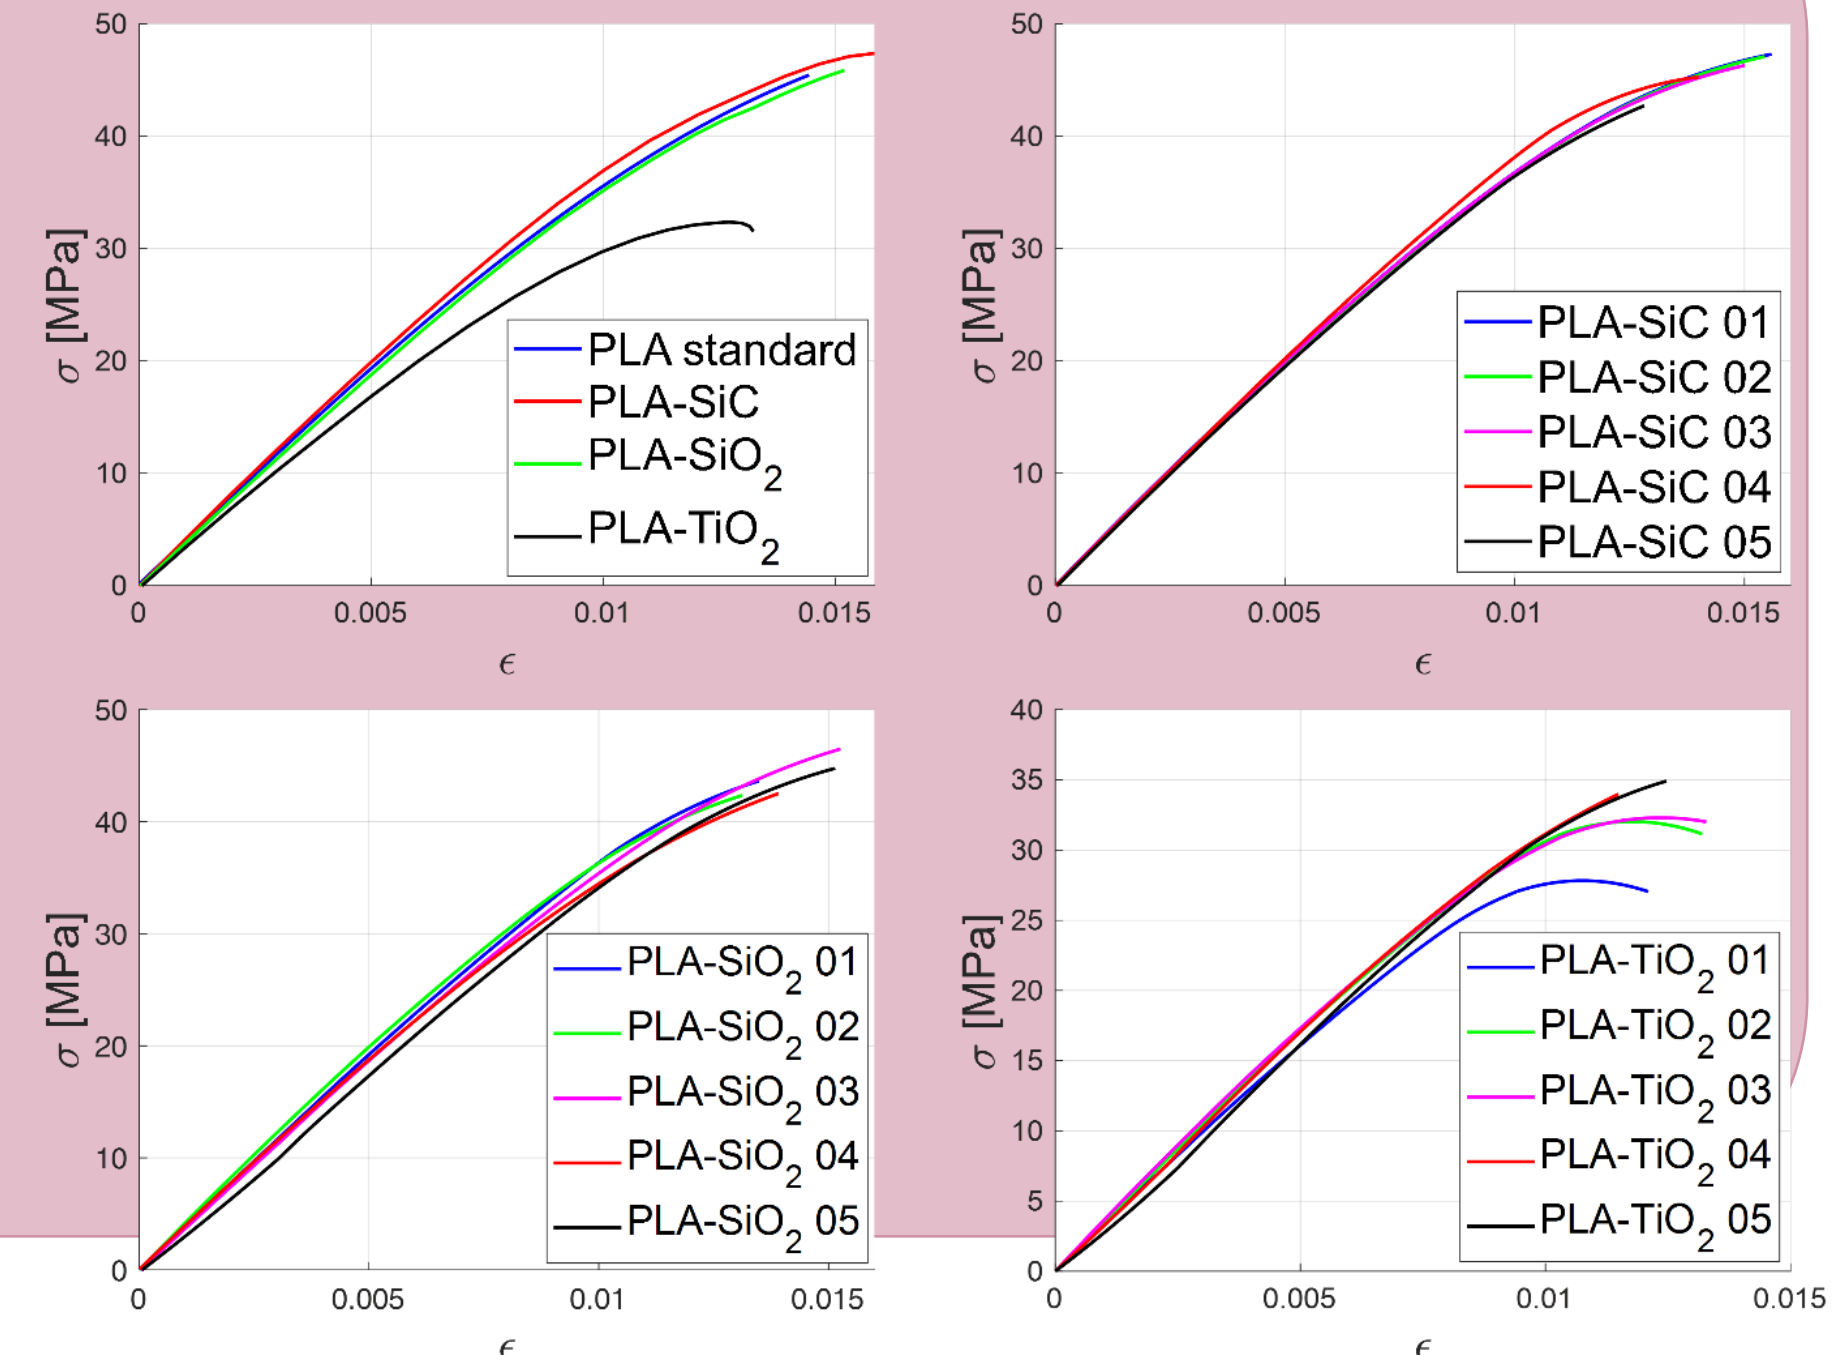 50
40
30
20
10
0
σ [MPa]
PLA standard
PLA-SiC
PLA-SiO2
PLA-TiO2
0 0.005 0.01 0.015
ϵ
50
40
30
20
10
0
σ [MPa]
PLA-SiC 01
PLA-SiC 02
PLA-SiC 03
PLA-SiC 04
PLA-SiC 05
0 0.005 0.01 0.015
ϵ
50
40
30
20
10
0
σ [MPa]
PLA-SiO2 01
PLA-SiO2 02
PLA-SiO2 03
PLA-SiO2 04
PLA-SiO2 05
0 0.005 0.01 0.015
ϵ
40
35
30
25
20
15
10
5
0
σ [MPa]
PLA-TiO2 01
PLA-TiO2 02
PLA-TiO2 03
PLA-TiO2 04
PLA-TiO2 05
0 0.005 0.01 0.015
ϵ